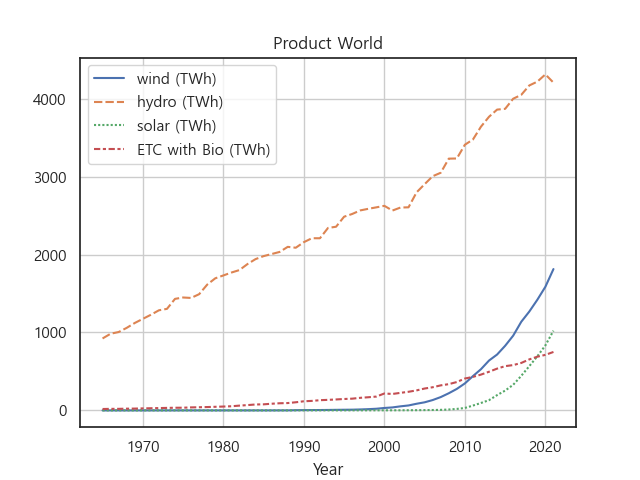 Product World
wind (TWh)
hydro (TWh)
solar (TWh)
ETC with Bio (TWh)
4000
3000
2000
1000
0
1970 1980 1990 2000 2010 2020
Year